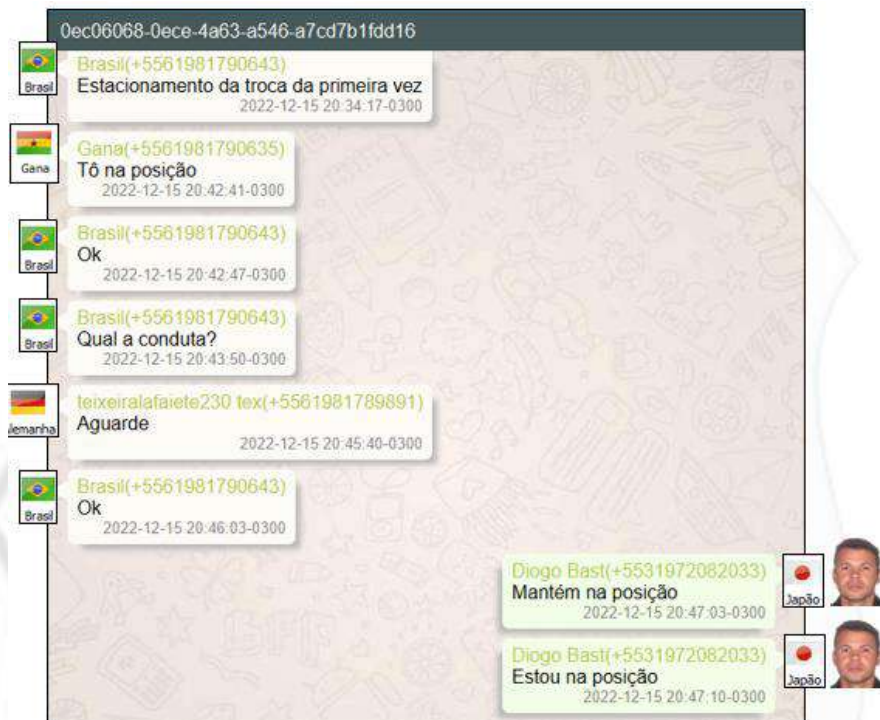 0ec06068-0ece-4a63-a546-a7cd7b1fdd16
Brasil(+5561981790643)
Brasil
Estacionamento da troca da primeira vez
2022-12-15 20:34:17-0300
Gana(+5561981790635)
Gana
Tô na posição
2022-12-15 20:42:41-0300
Brasil(+5561981790643)
Brasil
Ok
2022-12-15 20:42:47-0300
Brasil(+5561981790643)
Brasil
Qual a conduta?
2022-12-15 20:43:50-0300
teixeiralafaiete230 tex(+5561981789891)
lemanha
Aguarde
2022-12-15 20:45:40-0300
Brasil(+5561981790643)
Brasil
Ok
2022-12-15 20:46:03-0300
Diogo Bast(+5531972082033)
Japão
Mantém na posição
2022-12-15 20:47:03-0300
Diogo Bast(+5531972082033)
Japão
Estou na posição
2022-12-15 20:47:10-0300